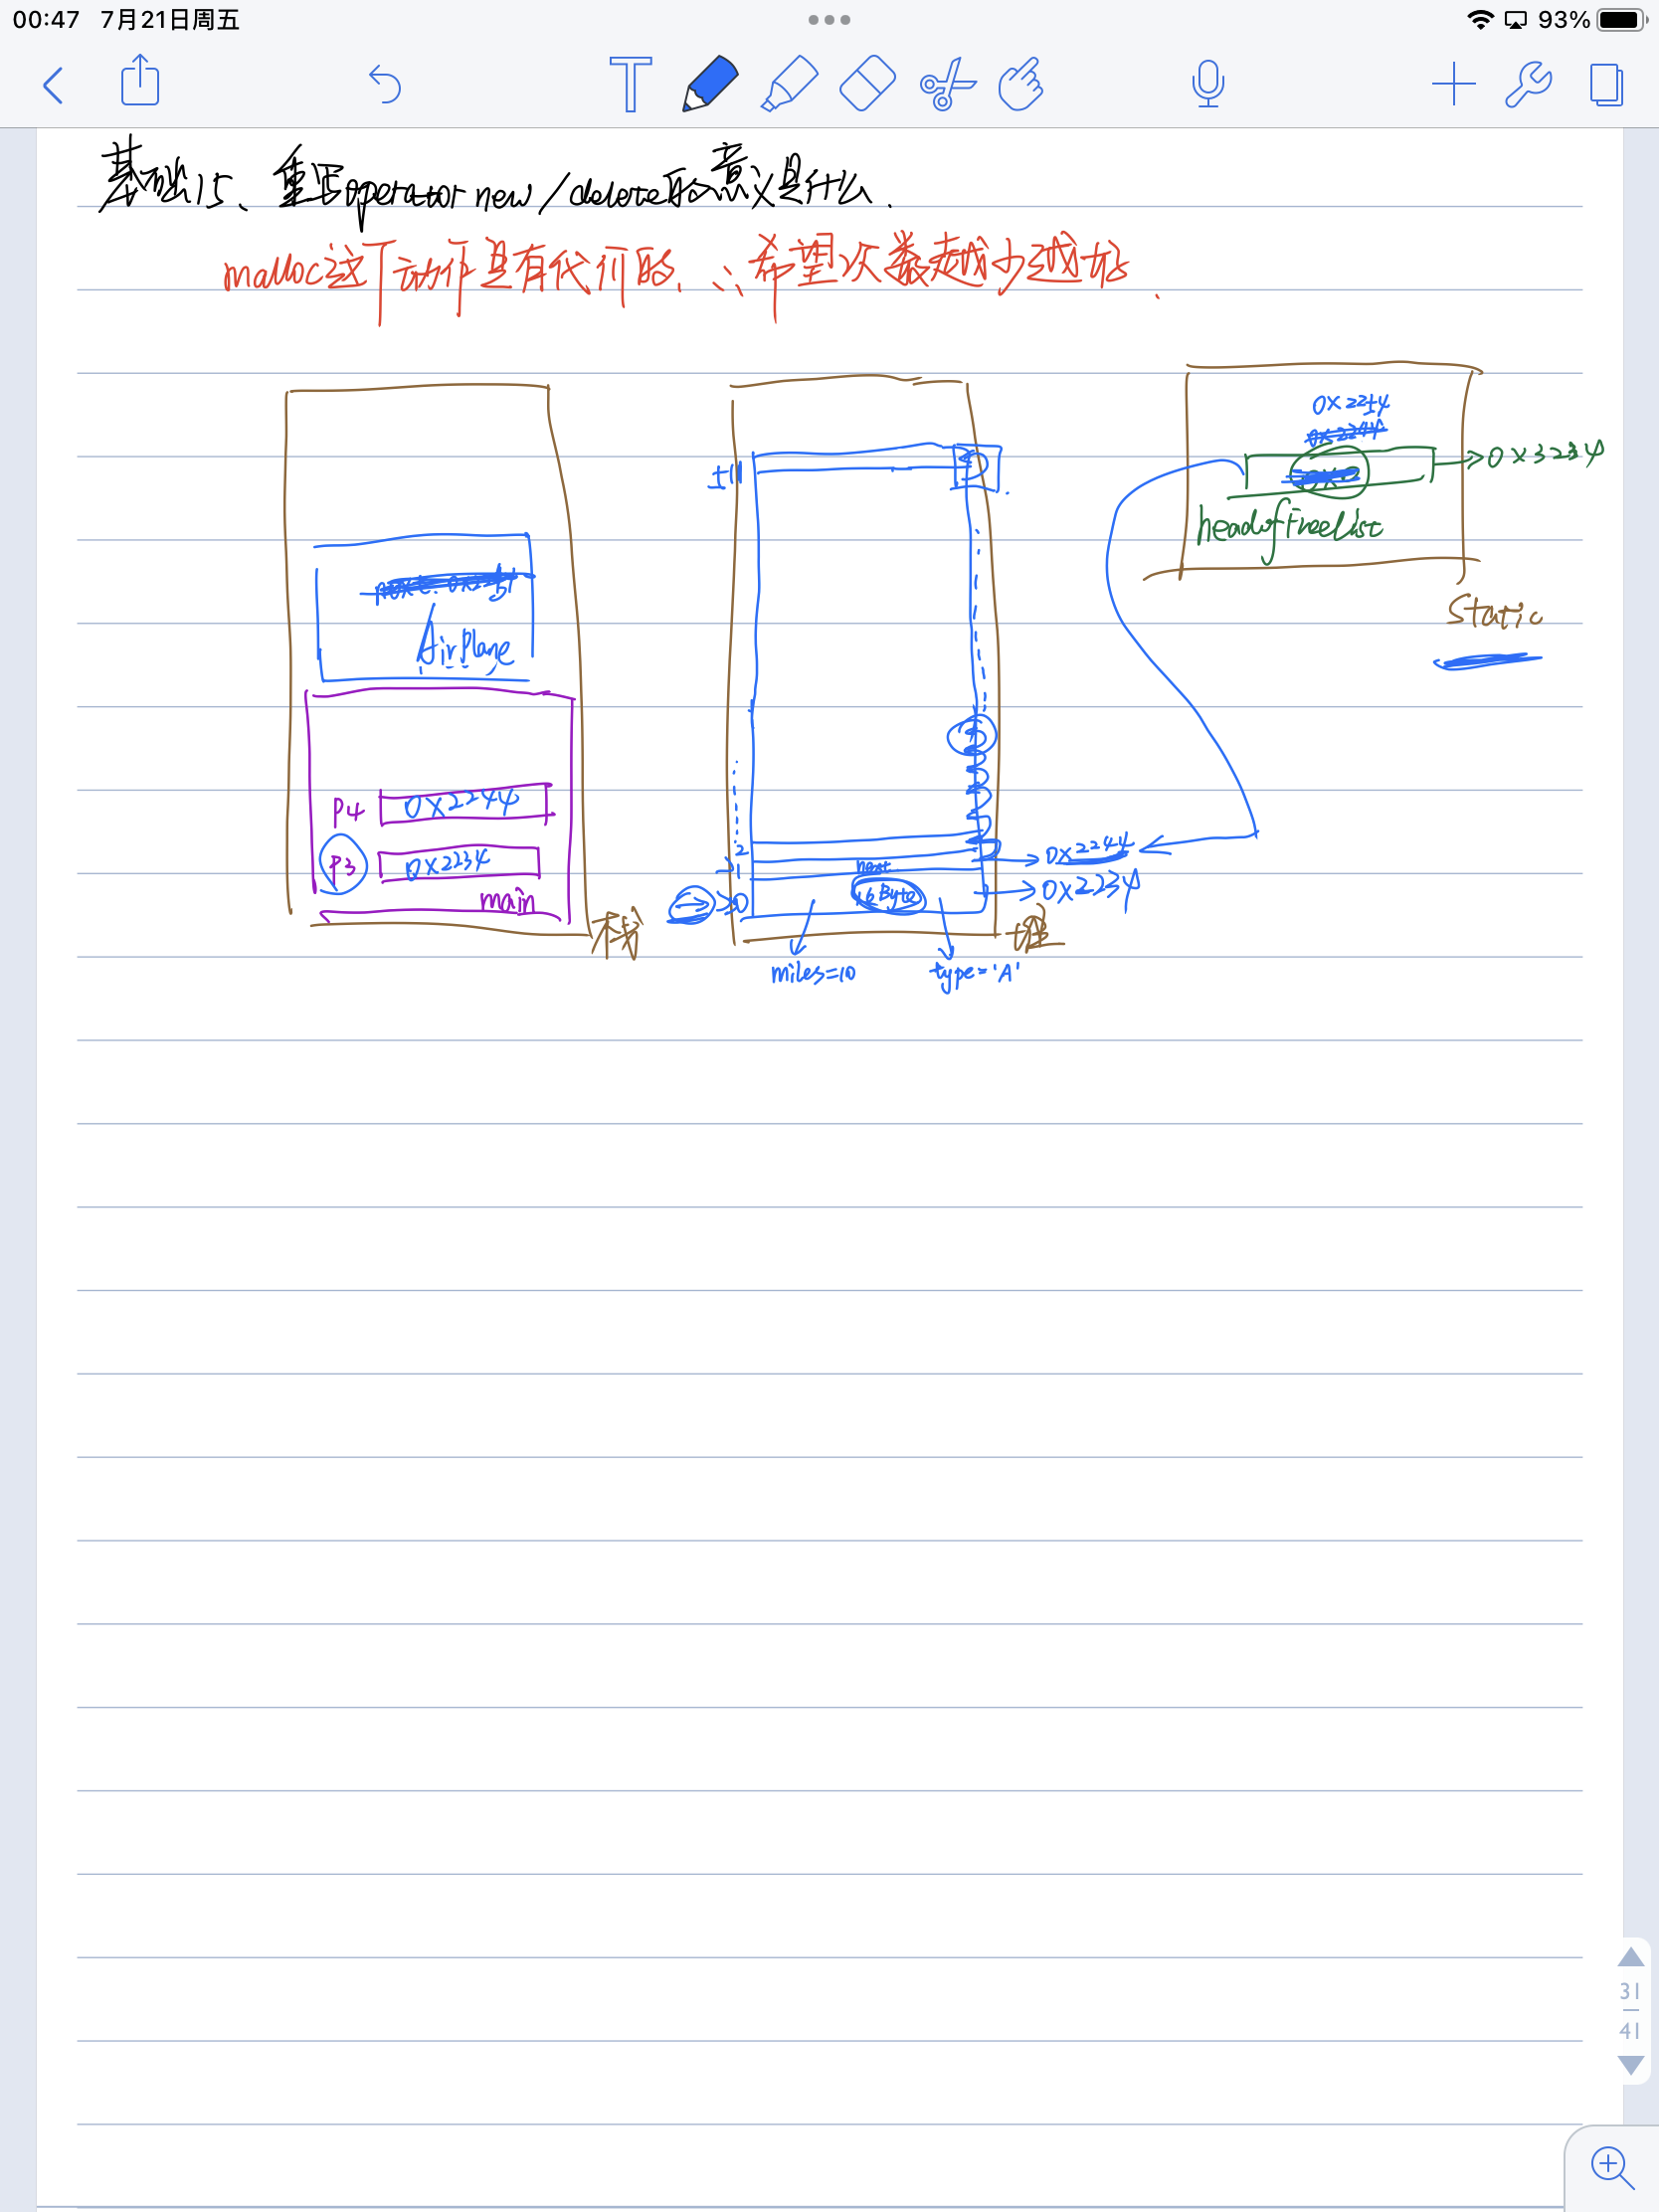 00:47 7月21日周五
93%
T
基础15、重写operator new/delete的意义是什么.
malloc这个动作是有代价的, ∴希望次数越少越好.
0X2244
0X3234
headofFreelist
Static
AirPlane
P4 0X2244
P3 0X2234
main
栈
2
1
next
0X2244
0
16Byte
0X2234
堆
miles=10
type='A'
31
41